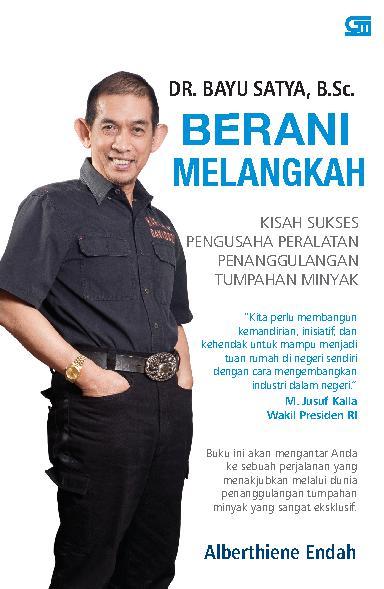 DR. BAYU SATYA, B.Sc.
BERANI
MELANGKAH
KISAH SUKSES
PENGUSAHA PERALATAN
PENANGGULANGAN
TUMPAHAN MINYAK
"Kita perlu membangun
kemandirian, inisiatif, dan
kehendak untuk mampu menjadi
tuan rumah di negeri sendiri
dengan cara mengembangkan
industri dalam negeri."
M. Jusuf Kalla
Wakil Presiden RI
Buku ini akan mengantar Anda
ke sebuah perjalanan yang
menakjubkan melalui dunia
penanggulangan tumpahan
minyak yang sangat eksklusif.
Alberthiene Endah